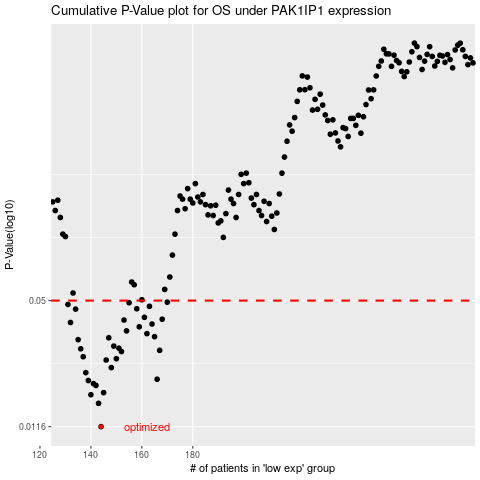 Cumulative P-Value plot for OS under PAK1IP1 expression
P-Value(log10)
0.05
0.0116
optimized
120 140 160 180
# of patients in 'low exp' group